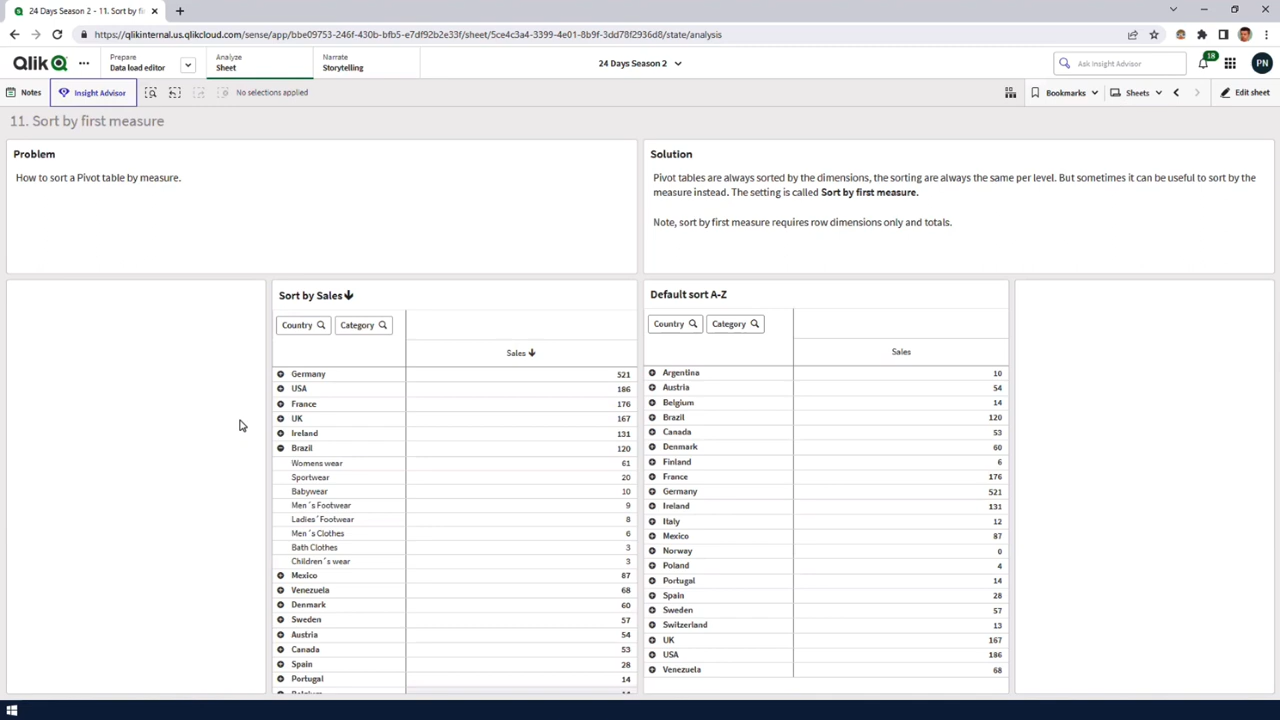 24 Days Season 2 - 11. Sort by first
https://qlikinternal.us.qlikcloud.com/sense/app/bbe09753-246f-430b-bfb5-e7df92b2e33f/sheet/5ce4c3a4-3399-4e01-8b9f-3dd78f2936d8/state/analysis
Qlik
Prepare
Data load editor
Analyze
Sheet
Narrate
Storytelling
24 Days Season 2
Ask Insight Advisor
18
PN
Notes
Insight Advisor
No selections applied
Bookmarks
Sheets
Edit sheet
11. Sort by first measure
Problem
How to sort a Pivot table by measure.
Solution
Pivot tables are always sorted by the dimensions, the sorting are always the same per level. But sometimes it can be useful to sort by the
measure instead. The setting is called Sort by first measure.
Note, sort by first measure requires row dimensions only and totals.
Sort by Sales↓
Country Category
Sales ↓
Germany 521
USA 186
France 176
UK 167
Ireland 131
Brazil 120
Womens wear 61
Sportwear 20
Babywear 10
Men´s Footwear 9
Ladies´Footwear 8
Men´s Clothes 6
Bath Clothes 3
Children´s wear 3
Mexico 87
Venezuela 68
Denmark 60
Sweden 57
Austria 54
Canada 53
Spain 28
Portugal 14
Belgium 14
Default sort A-Z
Country Category
Sales
Argentina 10
Austria 54
Belgium 14
Brazil 120
Canada 53
Denmark 60
Finland 6
France 176
Germany 521
Ireland 131
Italy 12
Mexico 87
Norway 0
Poland 4
Portugal 14
Spain 28
Sweden 57
Switzerland 13
UK 167
USA 186
Venezuela 68